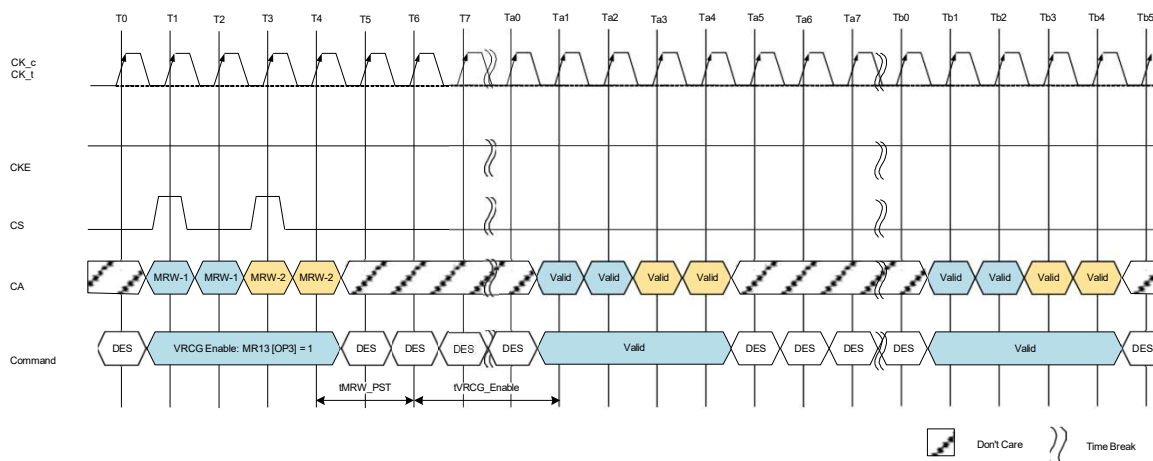 T0 T1 T2 T3 T4 T5 T6 T7 Ta0 Ta1 Ta2 Ta3 Ta4 Ta5 Ta6 Ta7 Tb0 Tb1 Tb2 Tb3 Tb4 Tb5
CK_c
CK_t
CKE
CS
CA MRW-1 MRW-1 MRW-2 MRW-2 Valid Valid Valid Valid Valid Valid Valid Valid
Command DES VRCG Enable: MR13 [OP3] = 1 DES DES DES DES Valid DES DES DES DES Valid DES
tMRW_PST tVRCG_Enable
Don't Care Time Break